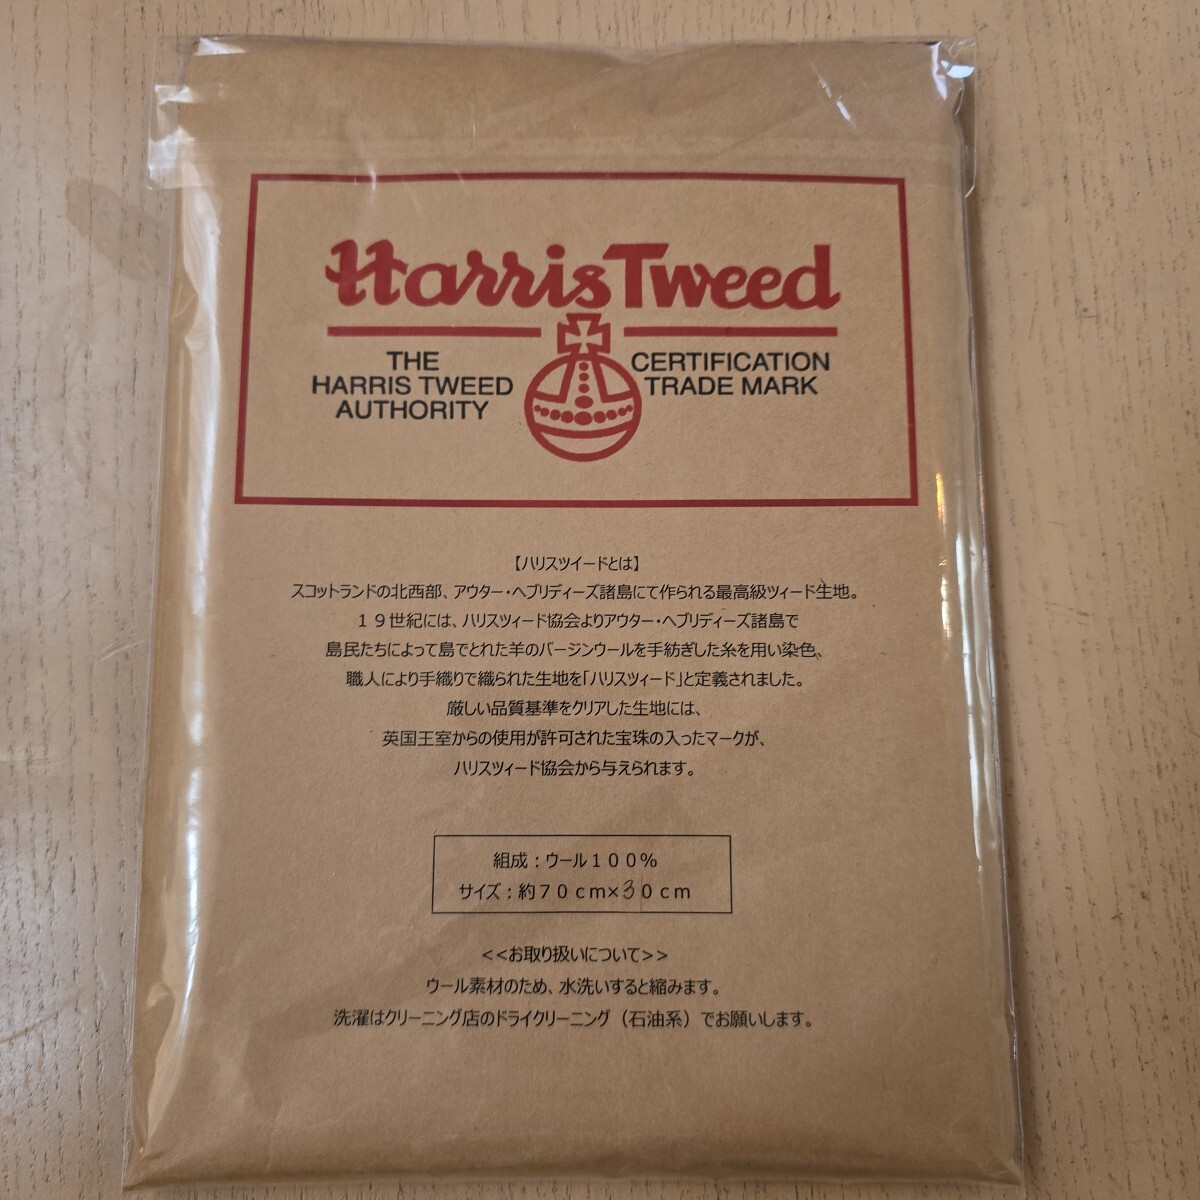 Harris Tweed
THE
HARRIS TWEED
AUTHORITY
CERTIFICATION
TRADE MARK
【ハリスツイードとは】
スコットランドの北西部、アウター・ヘブリディーズ諸島にて作られる最高級ツィード生地。
１９世紀には、ハリスツィード協会よりアウター・ヘブリディーズ諸島で
島民たちによって島でとれた羊のバージンウールを手紡ぎした糸を用い染色、
職人により手織りで織られた生地を「ハリスツィード」と定義されました。
厳しい品質基準をクリアした生地には、
英国王室からの使用が許可された宝珠の入ったマークが、
ハリスツィード協会から与えられます。
組成：ウール１００％
サイズ：約７０ｃｍ×３０ｃｍ
<<お取り扱いについて>>
ウール素材のため、水洗いすると縮みます。
洗濯はクリーニング店のドライクリーニング（石油系）でお願いします。